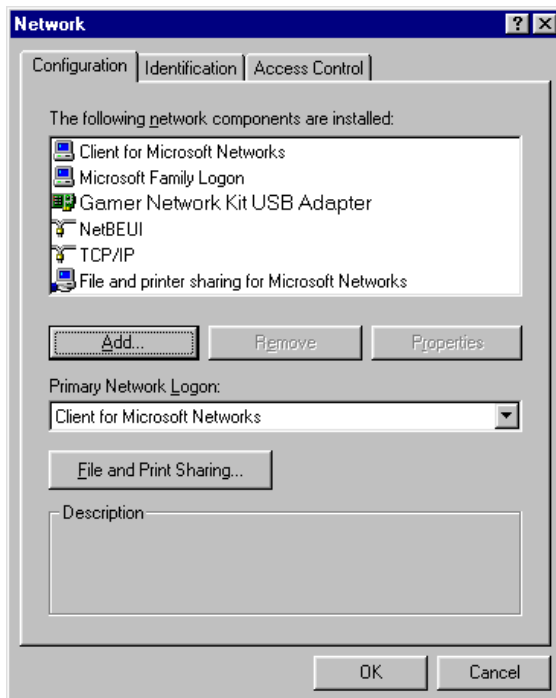 Network
Configuration Identification Access Control
The following network components are installed:
Client for Microsoft Networks
Microsoft Family Logon
Gamer Network Kit USB Adapter
NetBEUI
TCP/IP
File and printer sharing for Microsoft Networks
Add... Remove Properties
Primary Network Logon:
Client for Microsoft Networks
File and Print Sharing...
Description
OK Cancel